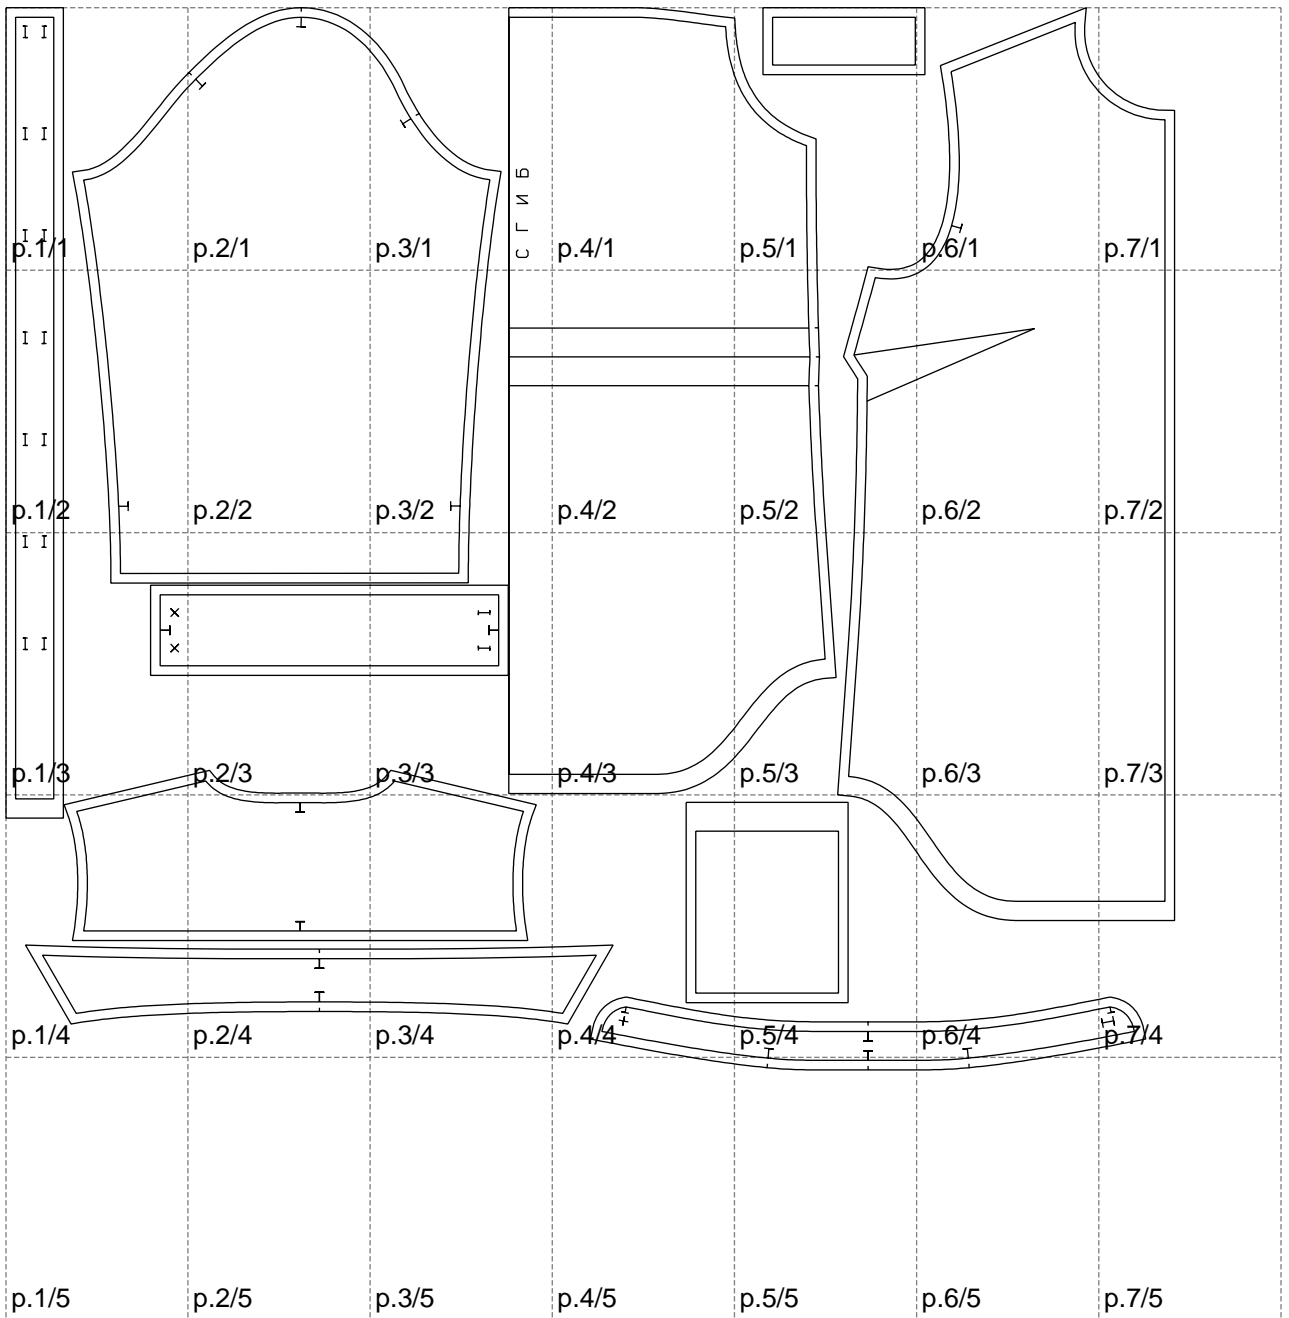 p.1/1 p.2/1 p.3/1 p.4/1 p.5/1 p.6/1 p.7/1
СГИБ
p.1/2 p.2/2 p.3/2 p.4/2 p.5/2 p.6/2 p.7/2
p.1/3 p.2/3 p.3/3 p.4/3 p.5/3 p.6/3 p.7/3
p.1/4 p.2/4 p.3/4 p.4/4 p.5/4 p.6/4 p.7/4
p.1/5 p.2/5 p.3/5 p.4/5 p.5/5 p.6/5 p.7/5